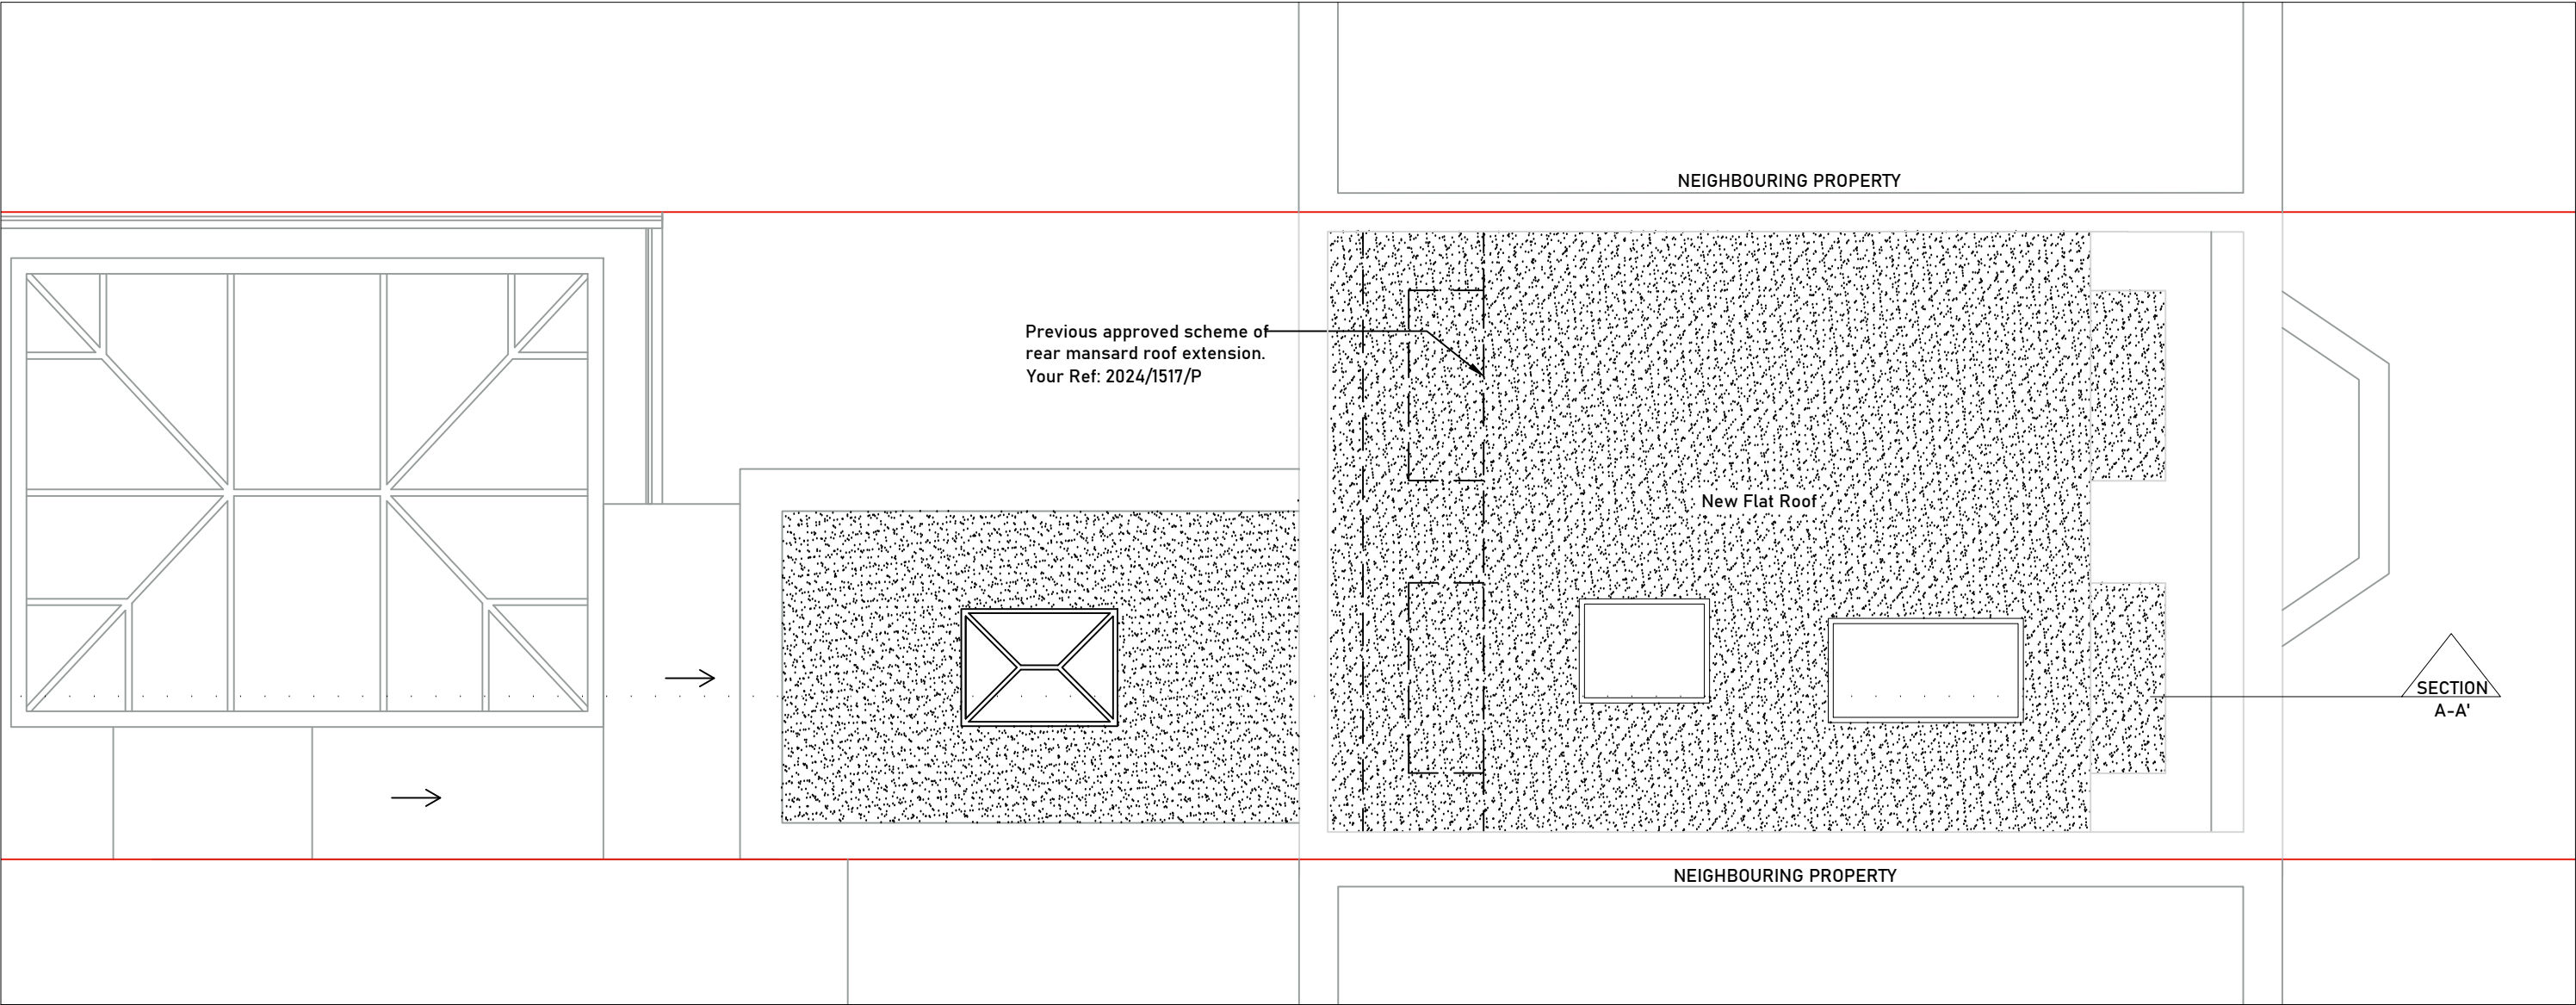 NEIGHBOURING PROPERTY
Previous approved scheme of
rear mansard roof extension.
Your Ref: 2024/1517/P
New Flat Roof
SECTION
A-A'
NEIGHBOURING PROPERTY